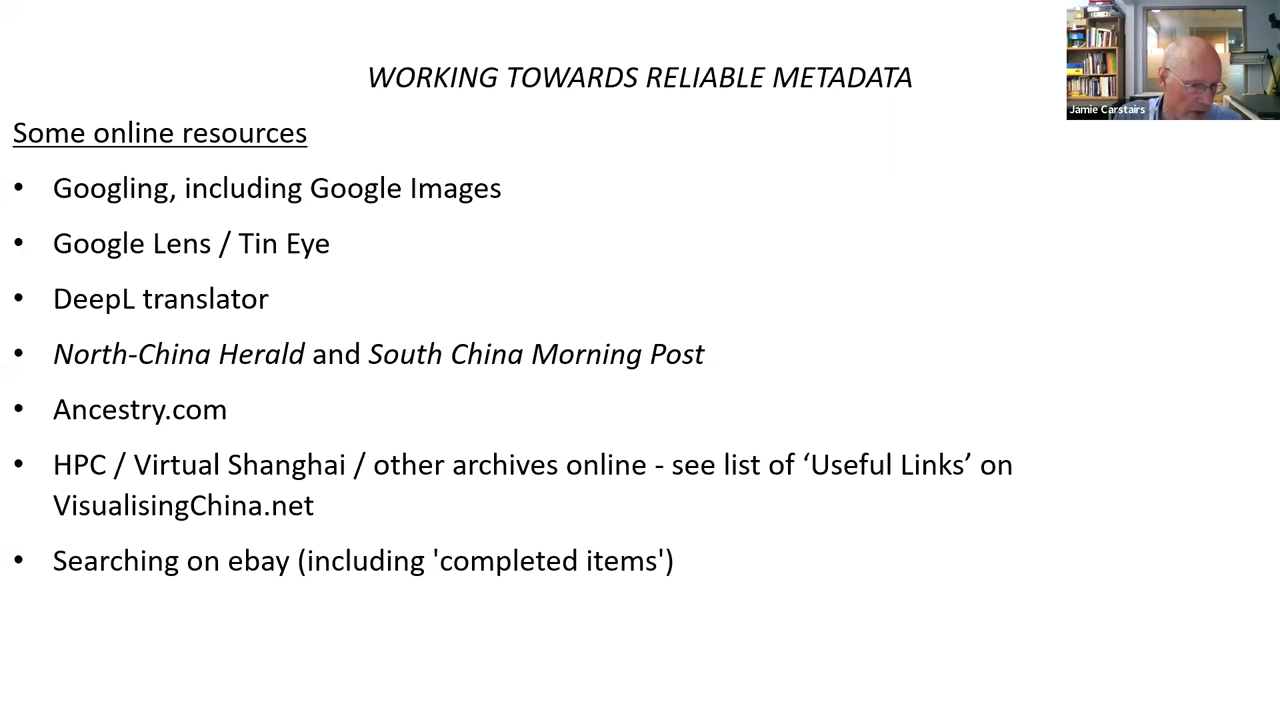 WORKING TOWARDS RELIABLE METADATA
Jamie Carstairs
Some online resources
• Googling, including Google Images
• Google Lens / Tin Eye
• DeepL translator
• North-China Herald and South China Morning Post
• Ancestry.com
• HPC / Virtual Shanghai / other archives online - see list of ‘Useful Links’ on
VisualisingChina.net
• Searching on ebay (including 'completed items')